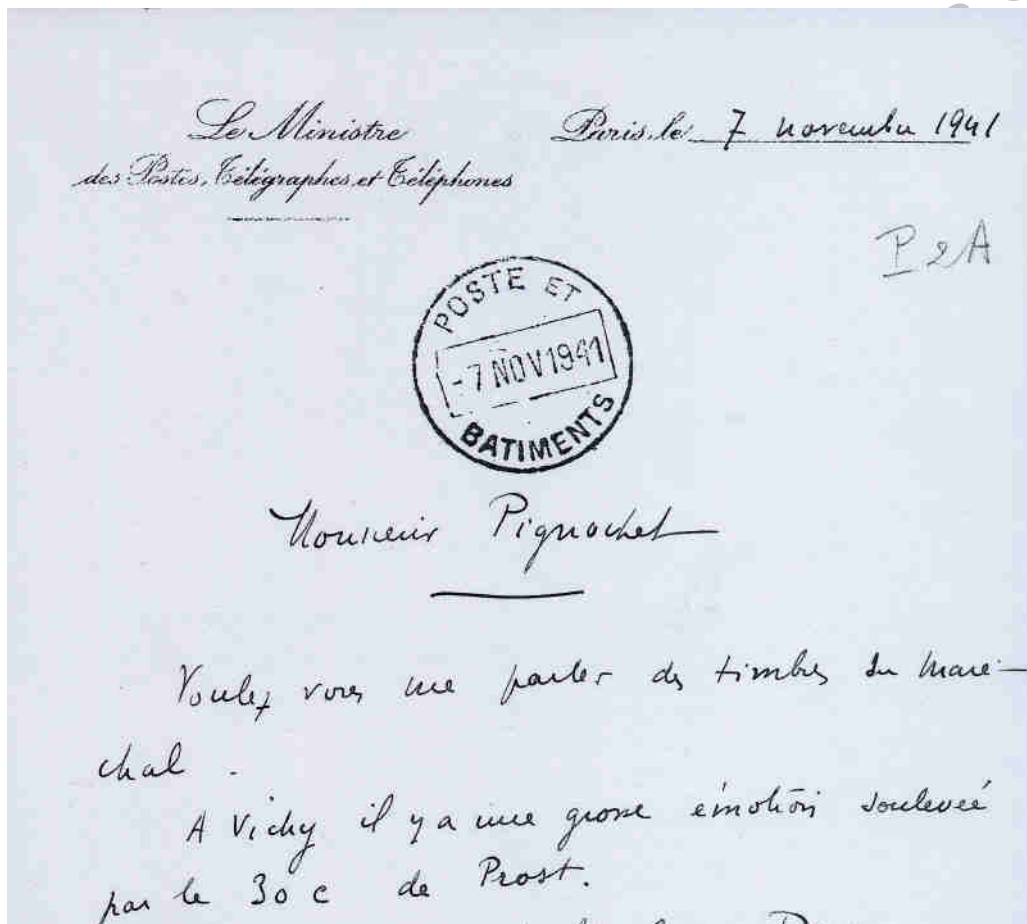 Le Ministre
des Postes, Télégraphes et Téléphones
Paris, le 7 novembre 1941
P2A
POSTE ET
-7 NOV 1941
BATIMENTS
Monsieur Pignochet
Voulez vous me parler des timbres du Maré-
chal.
A Vichy il y a une grosse émotion soulevée
par le 30 c de Prost.